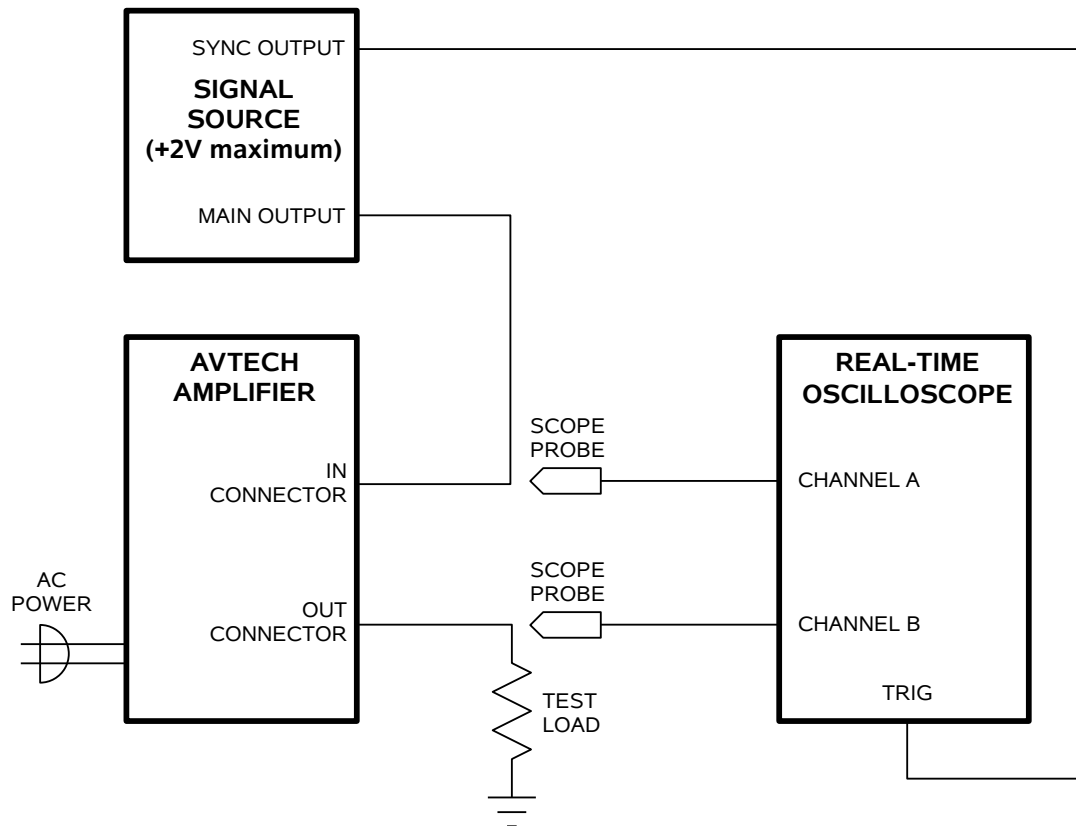 SYNC OUTPUT
SIGNAL
SOURCE
(+2V maximum)
MAIN OUTPUT
AVTECH
AMPLIFIER
IN
CONNECTOR
OUT
CONNECTOR
AC
POWER
SCOPE
PROBE
SCOPE
PROBE
TEST
LOAD
REAL-TIME
OSCILLOSCOPE
CHANNEL A
CHANNEL B
TRIG